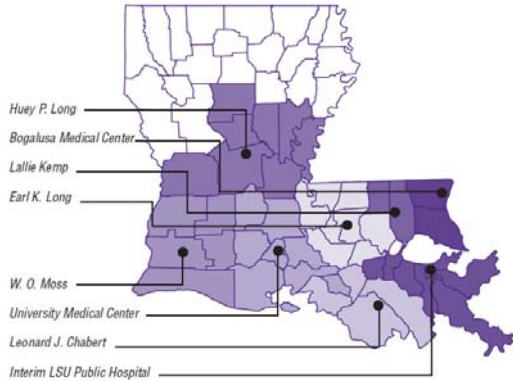 Huey P. Long
Bogalusa Medical Center
Lallie Kemp
Earl K. Long
W. O. Moss
University Medical Center
Leonard J. Chabert
Interim LSU Public Hospital